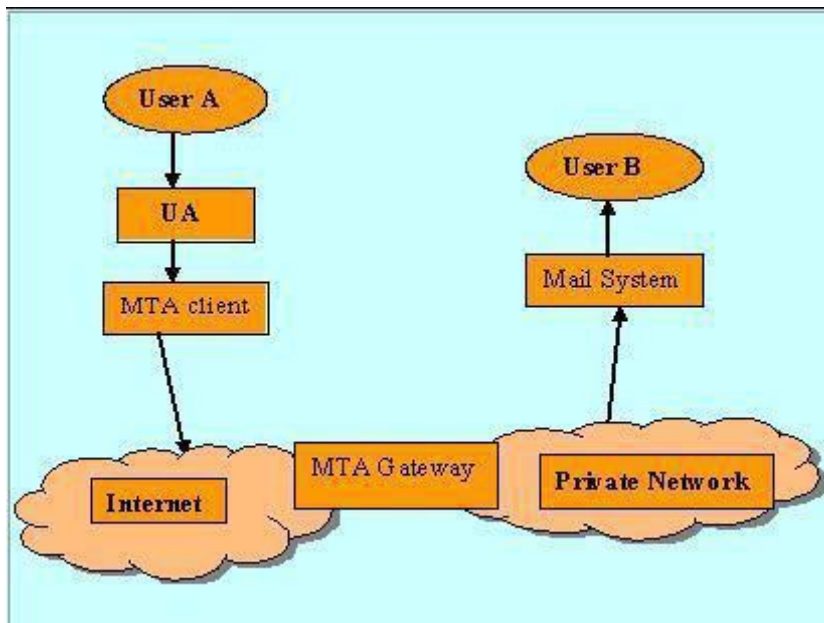 User A
UA
MTA client
Internet
MTA Gateway
User B
Mail System
Private Network